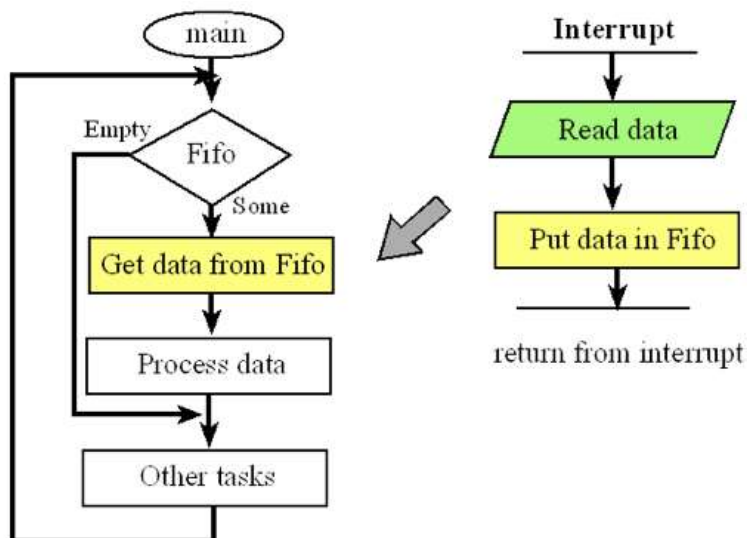 main
Empty
Fifo
Some
Get data from Fifo
Process data
Other tasks
Interrupt
Read data
Put data in Fifo
return from interrupt